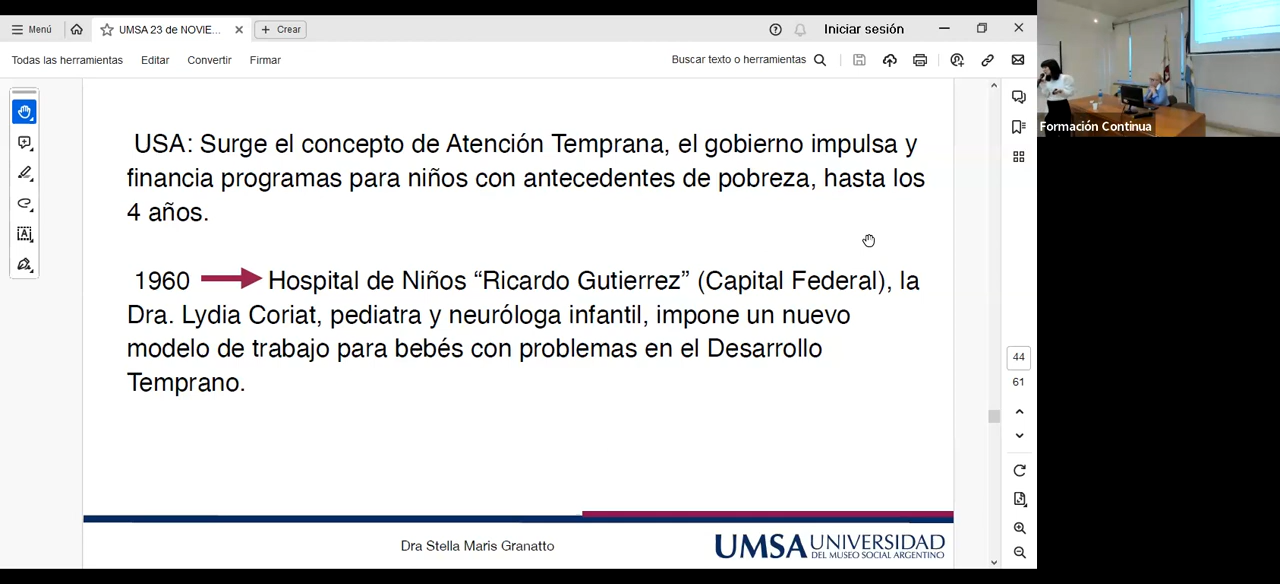 Menú
UMSA 23 de NOVIE...
Crear
Iniciar sesión
Todas las herramientas
Editar
Convertir
Firmar
Buscar texto o herramientas
Formación Continua
USA: Surge el concepto de Atención Temprana, el gobierno impulsa y
financia programas para niños con antecedentes de pobreza, hasta los
4 años.
1960 Hospital de Niños “Ricardo Gutierrez” (Capital Federal), la
Dra. Lydia Coriat, pediatra y neuróloga infantil, impone un nuevo
modelo de trabajo para bebés con problemas en el Desarrollo
Temprano.
44
61
Dra Stella Maris Granatto
UMSA UNIVERSIDAD
DEL MUSEO SOCIAL ARGENTINO